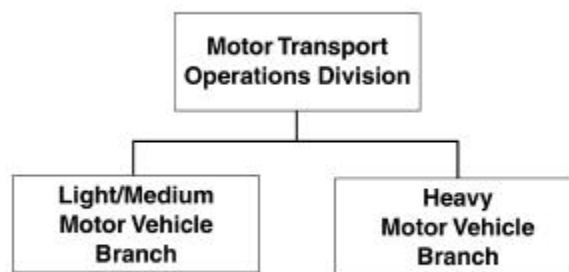 Motor Transport
Operations Division
Light/Medium
Motor Vehicle
Branch
Heavy
Motor Vehicle
Branch